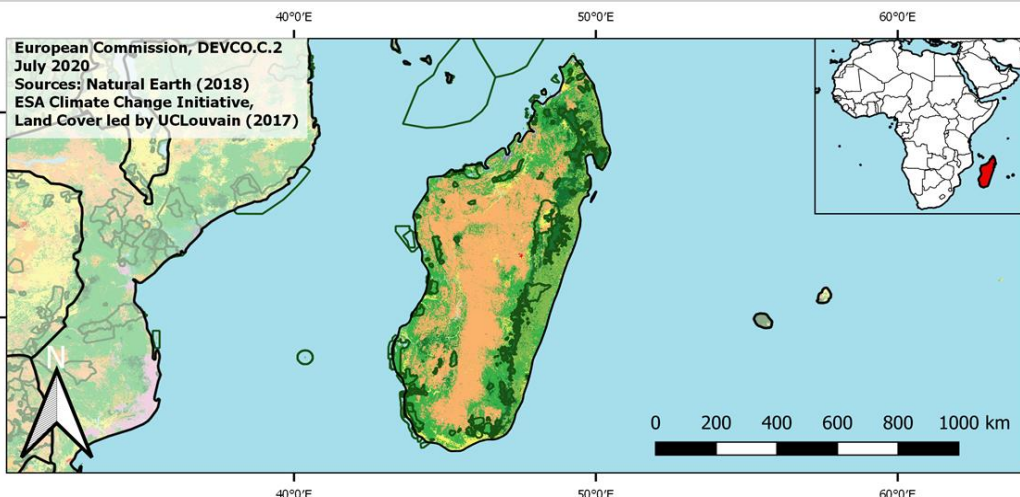 40°0'E 50°0'E 60°0'E
European Commission, DEVCO.C.2
July 2020
Sources: Natural Earth (2018)
ESA Climate Change Initiative,
Land Cover led by UCLouvain (2017)
N
0 200 400 600 800 1000 km
40°0'E 50°0'E 60°0'E